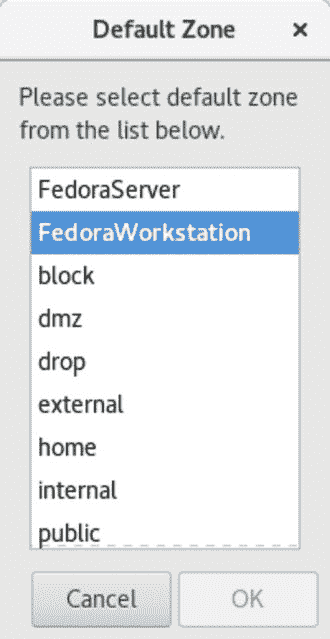 Default Zone ×
Please select default zone
from the list below.
FedoraServer
FedoraWorkstation
block
dmz
drop
external
home
internal
public
Cancel OK